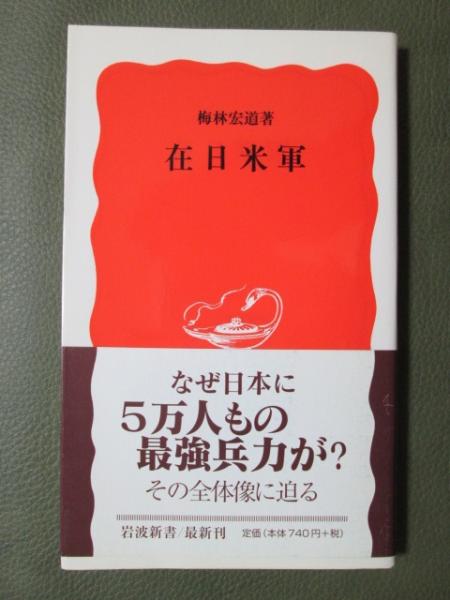 梅林宏道著
在日米軍
なぜ日本に
5万人もの
最強兵力が?
その全体像に迫る
岩波新書/最新刊 定価(本体740円+税)